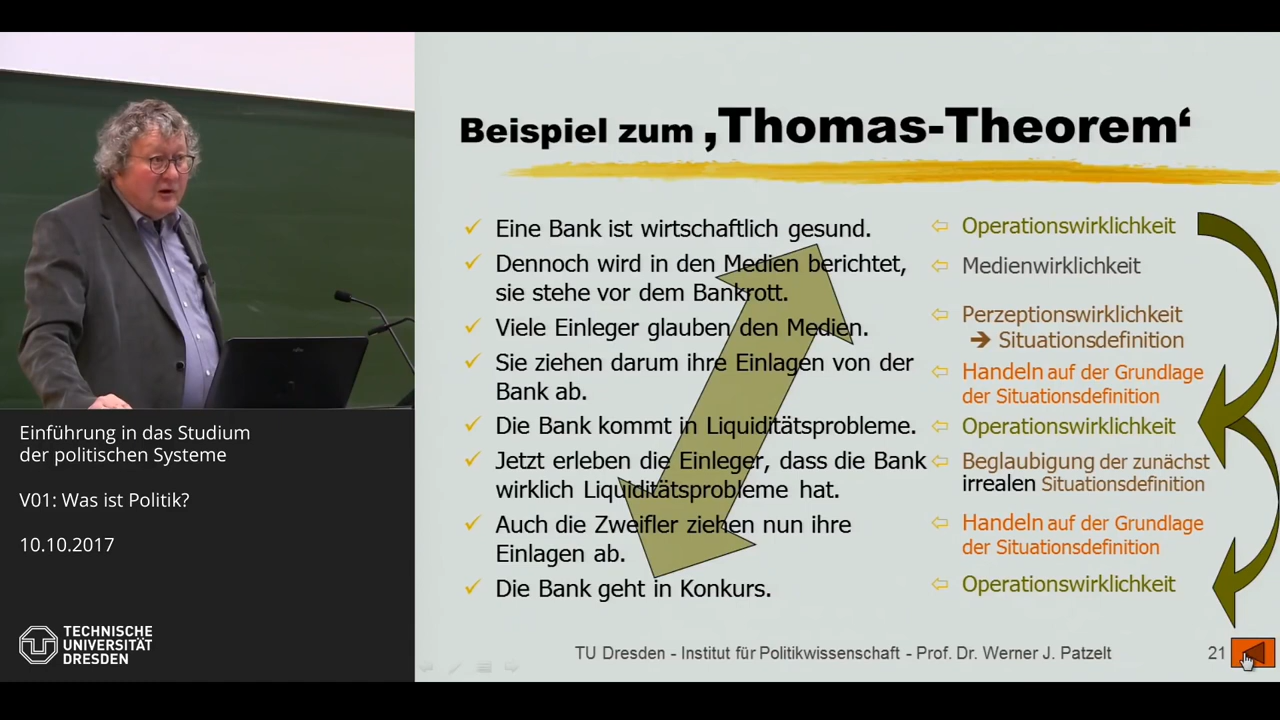 Beispiel zum ‚Thomas-Theorem‘
Eine Bank ist wirtschaftlich gesund.
Operationswirklichkeit
Dennoch wird in den Medien berichtet,
sie stehe vor dem Bankrott.
Medienwirklichkeit
Viele Einleger glauben den Medien.
Perzeptionswirklichkeit
➔ Situationsdefinition
Sie ziehen darum ihre Einlagen von der
Bank ab.
Handeln auf der Grundlage
der Situationsdefinition
Die Bank kommt in Liquiditätsprobleme.
Operationswirklichkeit
Jetzt erleben die Einleger, dass die Bank
wirklich Liquiditätsprobleme hat.
Beglaubigung der zunächst
irrealen Situationsdefinition
Auch die Zweifler ziehen nun ihre
Einlagen ab.
Handeln auf der Grundlage
der Situationsdefinition
Die Bank geht in Konkurs.
Operationswirklichkeit
TU Dresden - Institut für Politikwissenschaft - Prof. Dr. Werner J. Patzelt
21
Einführung in das Studium
der politischen Systeme
V01: Was ist Politik?
10.10.2017
TECHNISCHE
UNIVERSITÄT
DRESDEN